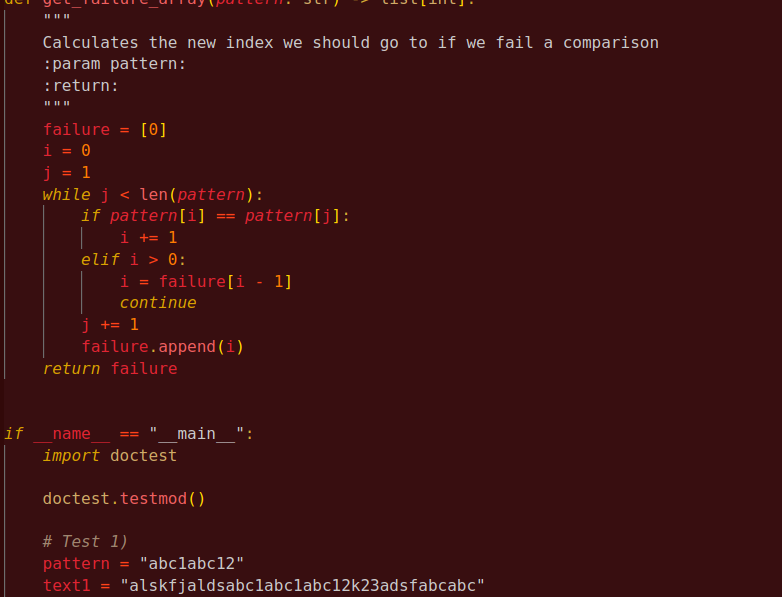 def get_failure_array(pattern: str) -> list[int]:
    """
    Calculates the new index we should go to if we fail a comparison
    :param pattern:
    :return:
    """
    failure = [0]
    i = 0
    j = 1
    while j < len(pattern):
        if pattern[i] == pattern[j]:
            i += 1
        elif i > 0:
            i = failure[i - 1]
            continue
        j += 1
        failure.append(i)
    return failure
if __name__ == "__main__":
    import doctest
    doctest.testmod()
    # Test 1)
    pattern = "abc1abc12"
    text1 = "alskfjaldsabc1abc1abc12k23adsfabcabc"